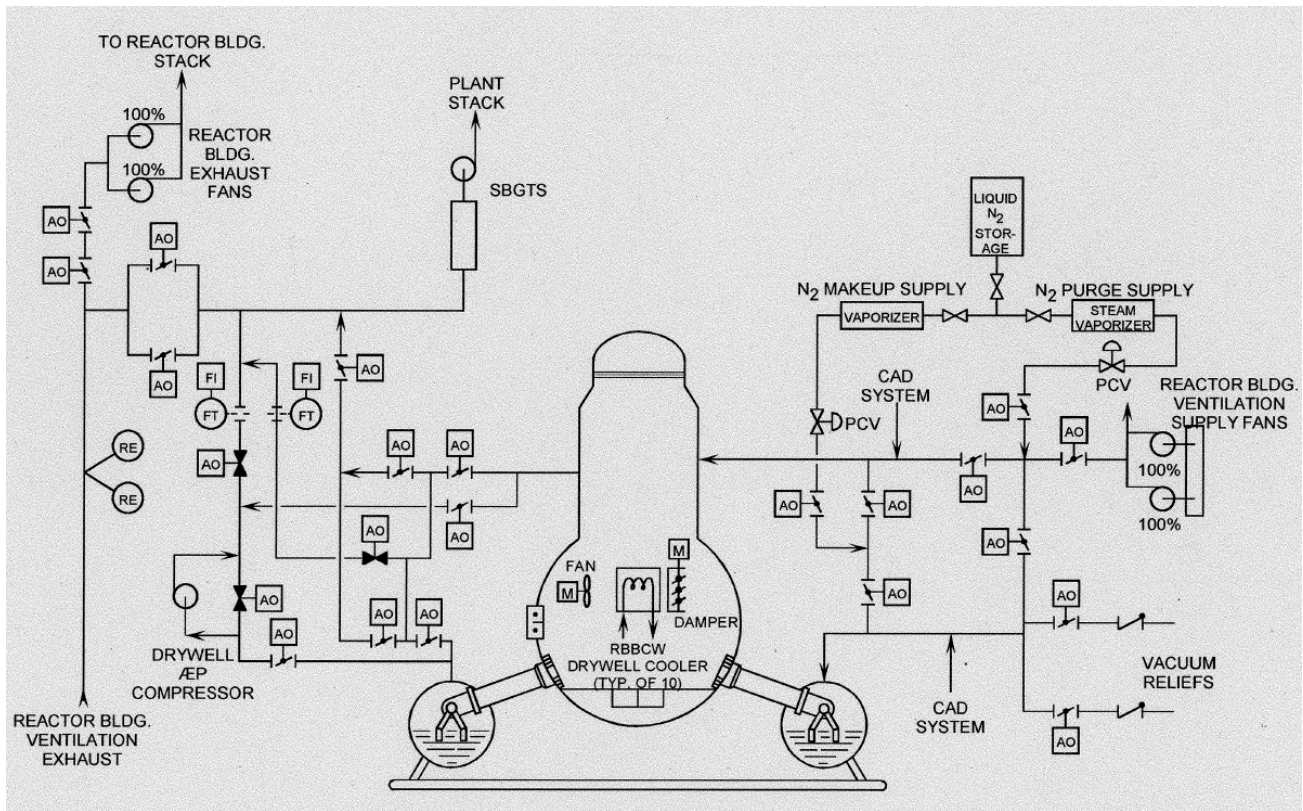 TO REACTOR BLDG.
STACK
100%
100%
REACTOR
BLDG.
EXHAUST
FANS
PLANT
STACK
SBGTS
AO
AO
AO
AO
LIQUID
N2
STOR-
AGE
N2 MAKEUP SUPPLY
N2 PURGE SUPPLY
VAPORIZER
STEAM
VAPORIZER
PCV
REACTOR BLDG.
VENTILATION
SUPPLY FANS
100%
100%
AO
FI
FT
FI
FT
CAD
SYSTEM
PCV
AO
AO
AO
RE
RE
AO
AO
AO
AO
AO
AO
AO
AO
AO
AO
FAN
M
M
DAMPER
RBBCW
DRYWELL COOLER
(TYP. OF 10)
AO
AO
AO
AO
DRYWELL
ÆP
COMPRESSOR
AO
AO
VACUUM
RELIEFS
CAD
SYSTEM
REACTOR BLDG.
VENTILATION
EXHAUST